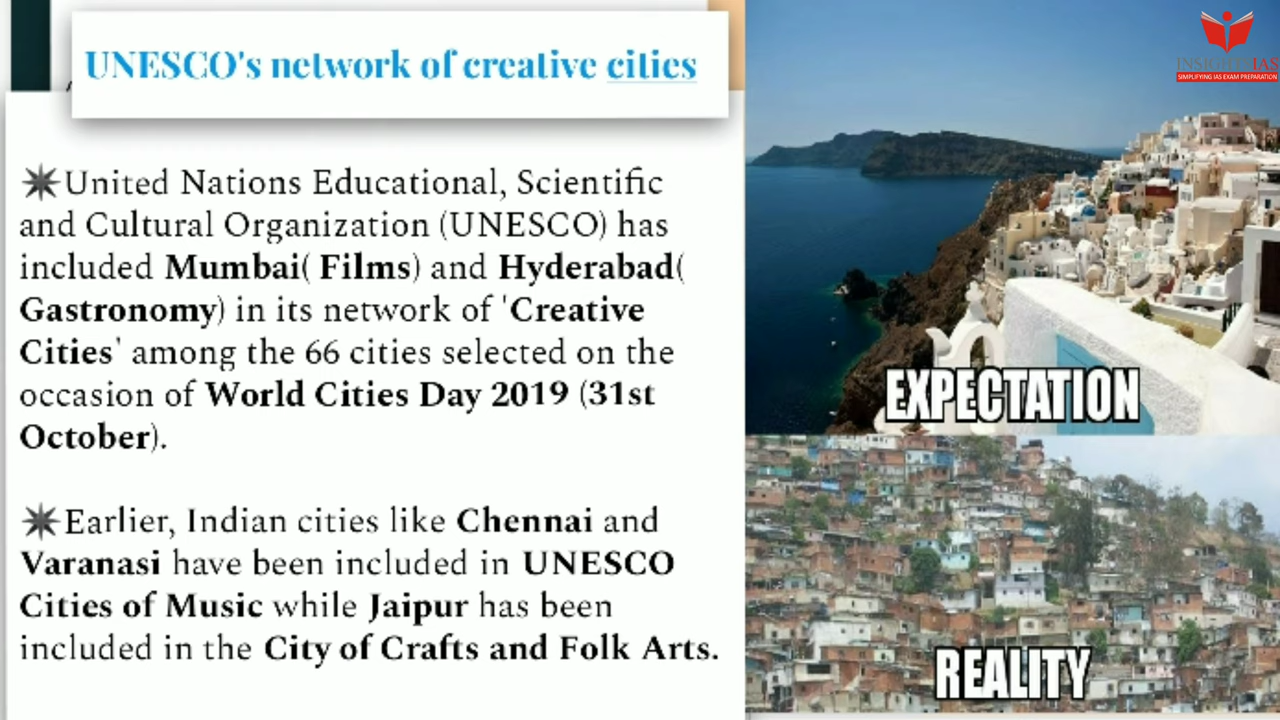 UNESCO's network of creative cities
United Nations Educational, Scientific
and Cultural Organization (UNESCO) has
included Mumbai( Films) and Hyderabad(
Gastronomy) in its network of 'Creative
Cities' among the 66 cities selected on the
occasion of World Cities Day 2019 (31st
October).
Earlier, Indian cities like Chennai and
Varanasi have been included in UNESCO
Cities of Music while Jaipur has been
included in the City of Crafts and Folk Arts.
INSIGHTSIAS
SIMPLIFYING IAS EXAM PREPARATION
EXPECTATION
REALITY